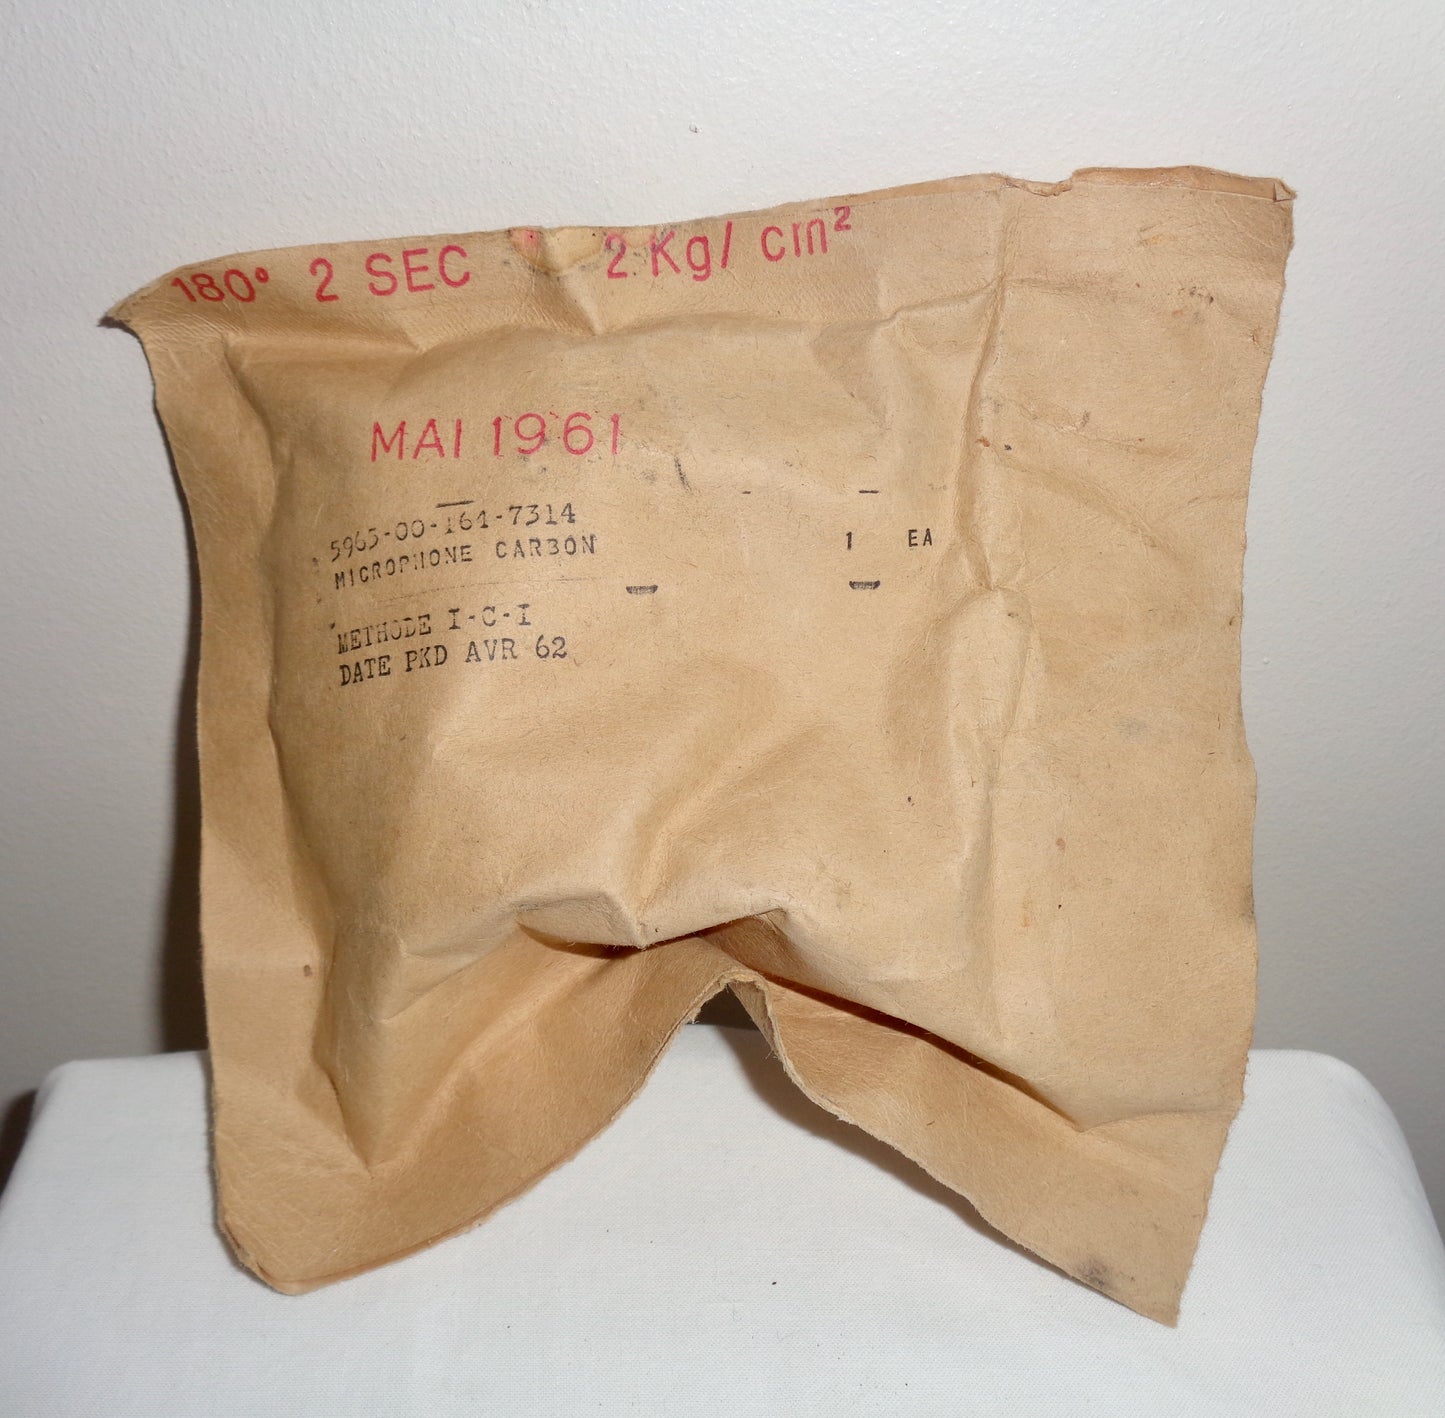 180° 2 SEC 2 Kg/ cm²
MAI 1961
5965-00-161-7314
MICROPHONE CARBON 1 EA
METHODE I-C-I
DATE PKD AVR 62